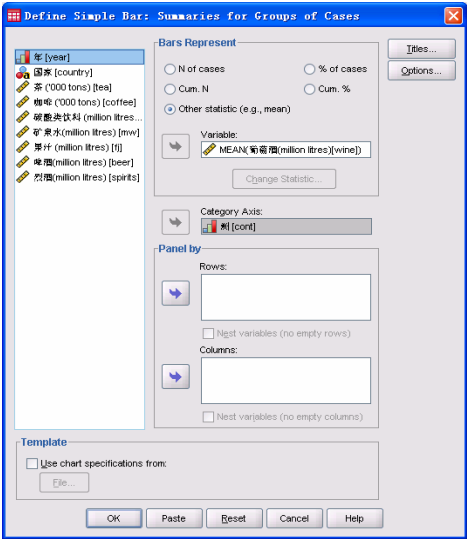 Define Simple Bar: Summaries for Groups of Cases
年 [year]
国家 [country]
茶 ('000 tons) [tea]
咖啡 ('000 tons) [coffee]
碳酸类饮料 (million litres...
矿泉水(million litres) [mw]
果汁 (million litres) [fj]
啤酒(million litres) [beer]
烈酒(million litres) [spirits]
Bars Represent
N of cases
% of cases
Cum. N
Cum. %
Other statistic (e.g., mean)
Variable:
MEAN(葡萄酒(million litres)[wine])
Change Statistic...
Category Axis:
[cont]
Panel by
Rows:
Nest variables (no empty rows)
Columns:
Nest variables (no empty columns)
Template
Use chart specifications from:
File...
OK
Paste
Reset
Cancel
Help
Titles...
Options...